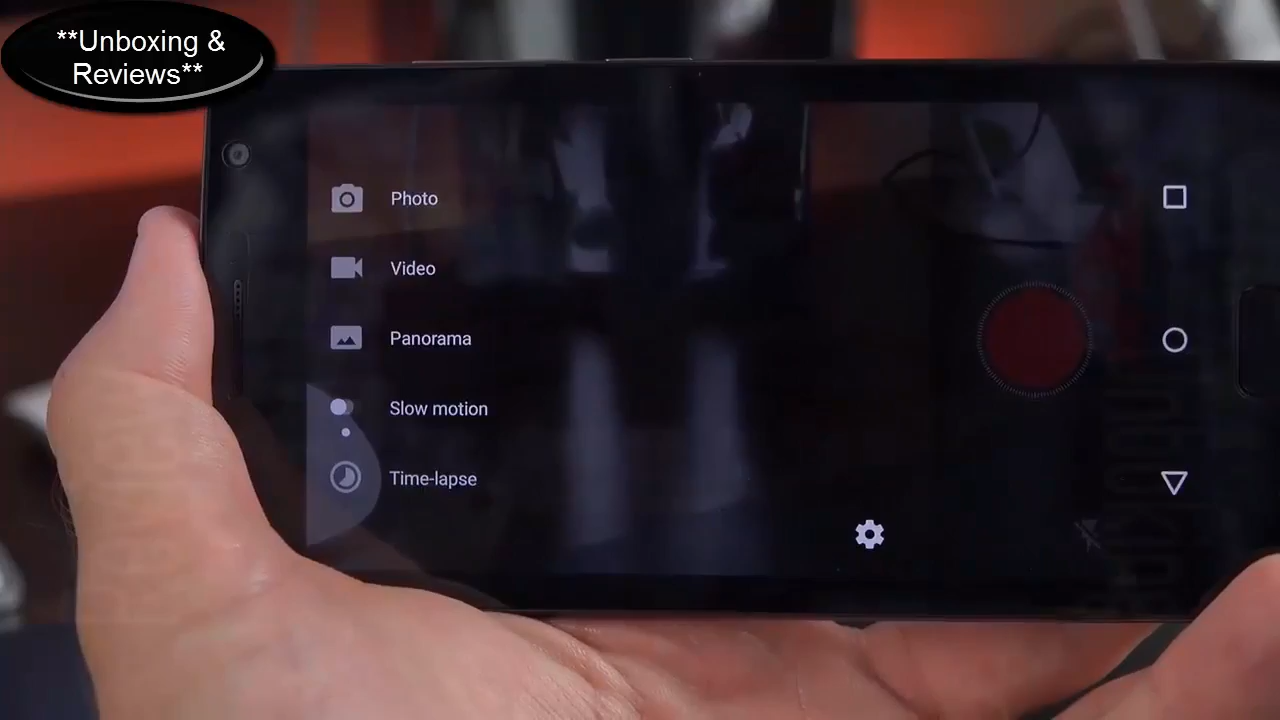 **Unboxing &
Reviews**
Photo
Video
Panorama
Slow motion
Time-lapse